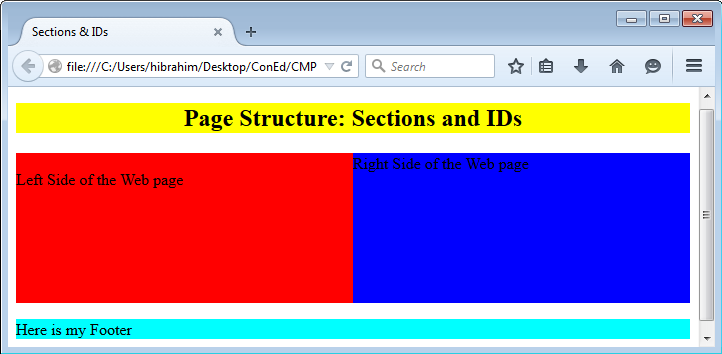 Sections & IDs
file:///C:/Users/hibrahim/Desktop/ConEd/CMP
Search
Page Structure: Sections and IDs
Right Side of the Web page
Left Side of the Web page
Here is my Footer